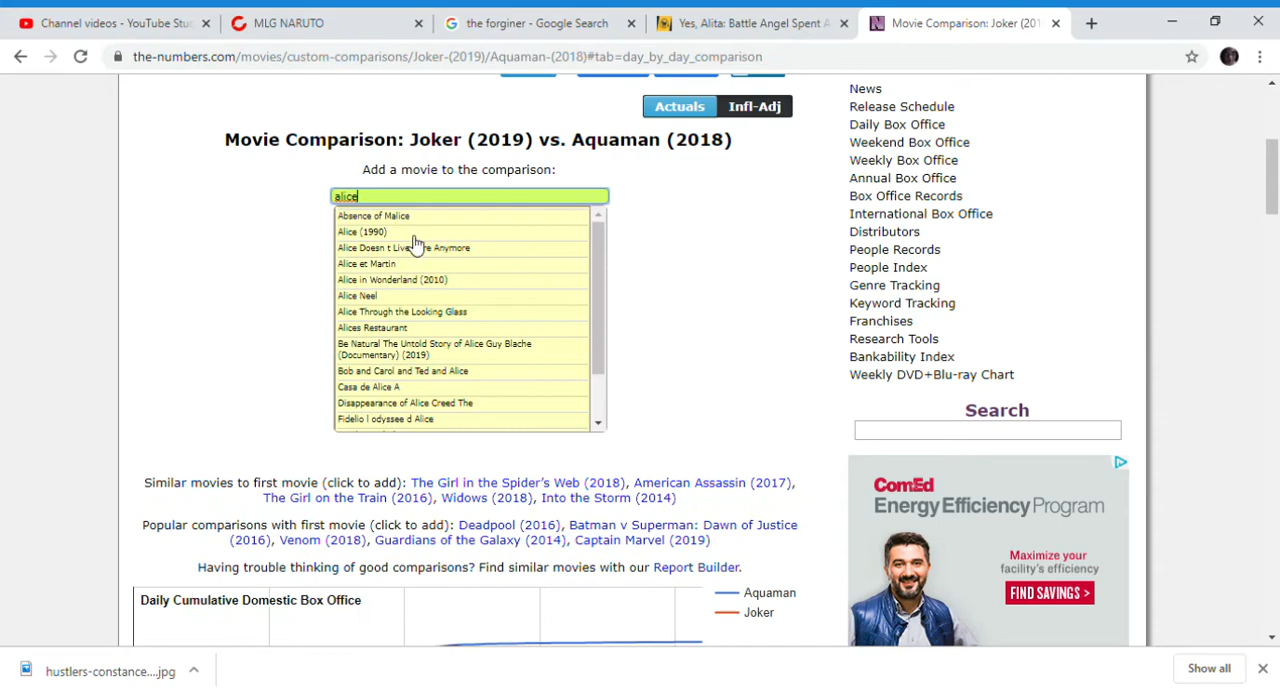 Channel videos - YouTube Stu
MLG NARUTO
the forginer - Google Search
Yes, Alita: Battle Angel Spent A
Movie Comparison: Joker (201
the-numbers.com/movies/custom-comparisons/Joker-(2019)/Aquaman-(2018)#tab=day_by_day_comparison
Actuals Infl-Adj
Movie Comparison: Joker (2019) vs. Aquaman (2018)
Add a movie to the comparison:
alice
Absence of Malice
Alice (1990)
Alice Doesn t Live re Anymore
Alice et Martin
Alice in Wonderland (2010)
Alice Neel
Alice Through the Looking Glass
Alices Restaurant
Be Natural The Untold Story of Alice Guy Blache
(Documentary) (2019)
Bob and Carol and Ted and Alice
Casa de Alice A
Disappearance of Alice Creed The
Fidelio l odyssee d Alice
Similar movies to first movie (click to add): The Girl in the Spider's Web (2018), American Assassin (2017),
The Girl on the Train (2016), Widows (2018), Into the Storm (2014)
Popular comparisons with first movie (click to add): Deadpool (2016), Batman v Superman: Dawn of Justice
(2016), Venom (2018), Guardians of the Galaxy (2014), Captain Marvel (2019)
Having trouble thinking of good comparisons? Find similar movies with our Report Builder.
Daily Cumulative Domestic Box Office
Aquaman
Joker
News
Release Schedule
Daily Box Office
Weekend Box Office
Weekly Box Office
Annual Box Office
Box Office Records
International Box Office
Distributors
People Records
People Index
Genre Tracking
Keyword Tracking
Franchises
Research Tools
Bankability Index
Weekly DVD+Blu-ray Chart
Search
ComEd
Energy Efficiency Program
Maximize your
facility's efficiency
FIND SAVINGS >
hustlers-constance....jpg
Show all